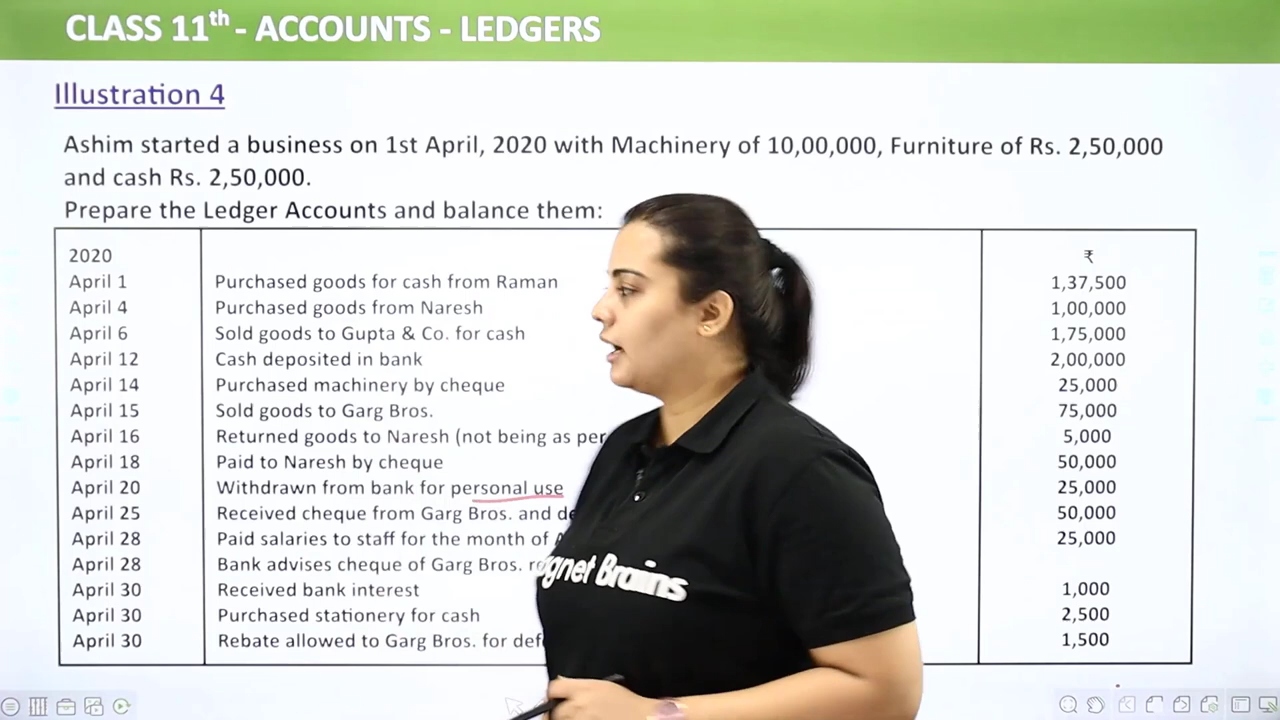 CLASS 11th - ACCOUNTS - LEDGERS
Illustration 4
Ashim started a business on 1st April, 2020 with Machinery of 10,00,000, Furniture of Rs. 2,50,000
and cash Rs. 2,50,000.
Prepare the Ledger Accounts and balance them:
2020 ₹
April 1 Purchased goods for cash from Raman 1,37,500
April 4 Purchased goods from Naresh 1,00,000
April 6 Sold goods to Gupta & Co. for cash 1,75,000
April 12 Cash deposited in bank 2,00,000
April 14 Purchased machinery by cheque 25,000
April 15 Sold goods to Garg Bros. 75,000
April 16 Returned goods to Naresh (not being as per 5,000
April 18 Paid to Naresh by cheque 50,000
April 20 Withdrawn from bank for personal use 25,000
April 25 Received cheque from Garg Bros. and 50,000
April 28 Paid salaries to staff for the month of 25,000
April 28 Bank advises cheque of Garg Bros.
April 30 Received bank interest 1,000
April 30 Purchased stationery for cash 2,500
April 30 Rebate allowed to Garg Bros. for 1,500
Brains